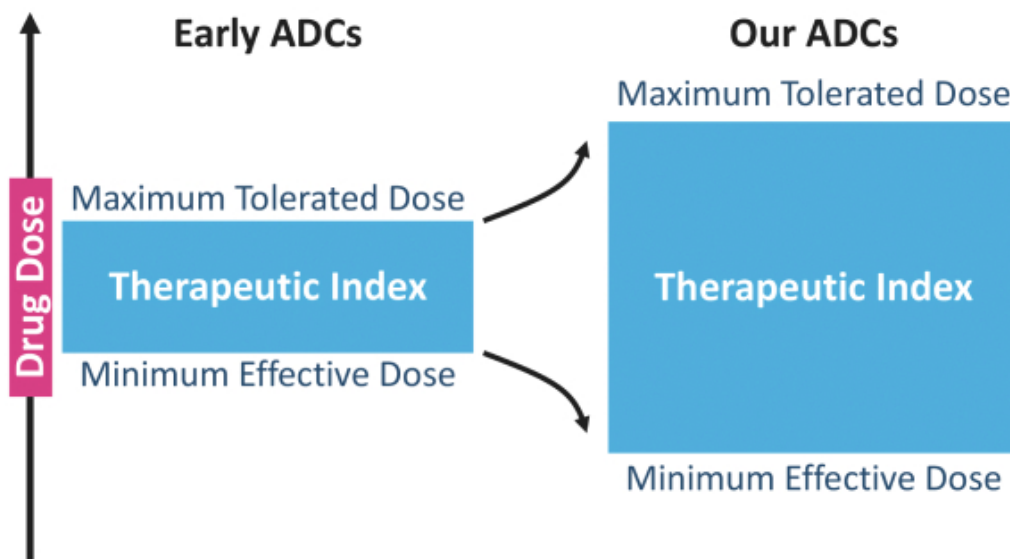 Early ADCs
Our ADCs
Maximum Tolerated Dose
Maximum Tolerated Dose
Drug Dose
Therapeutic Index
Therapeutic Index
Minimum Effective Dose
Minimum Effective Dose